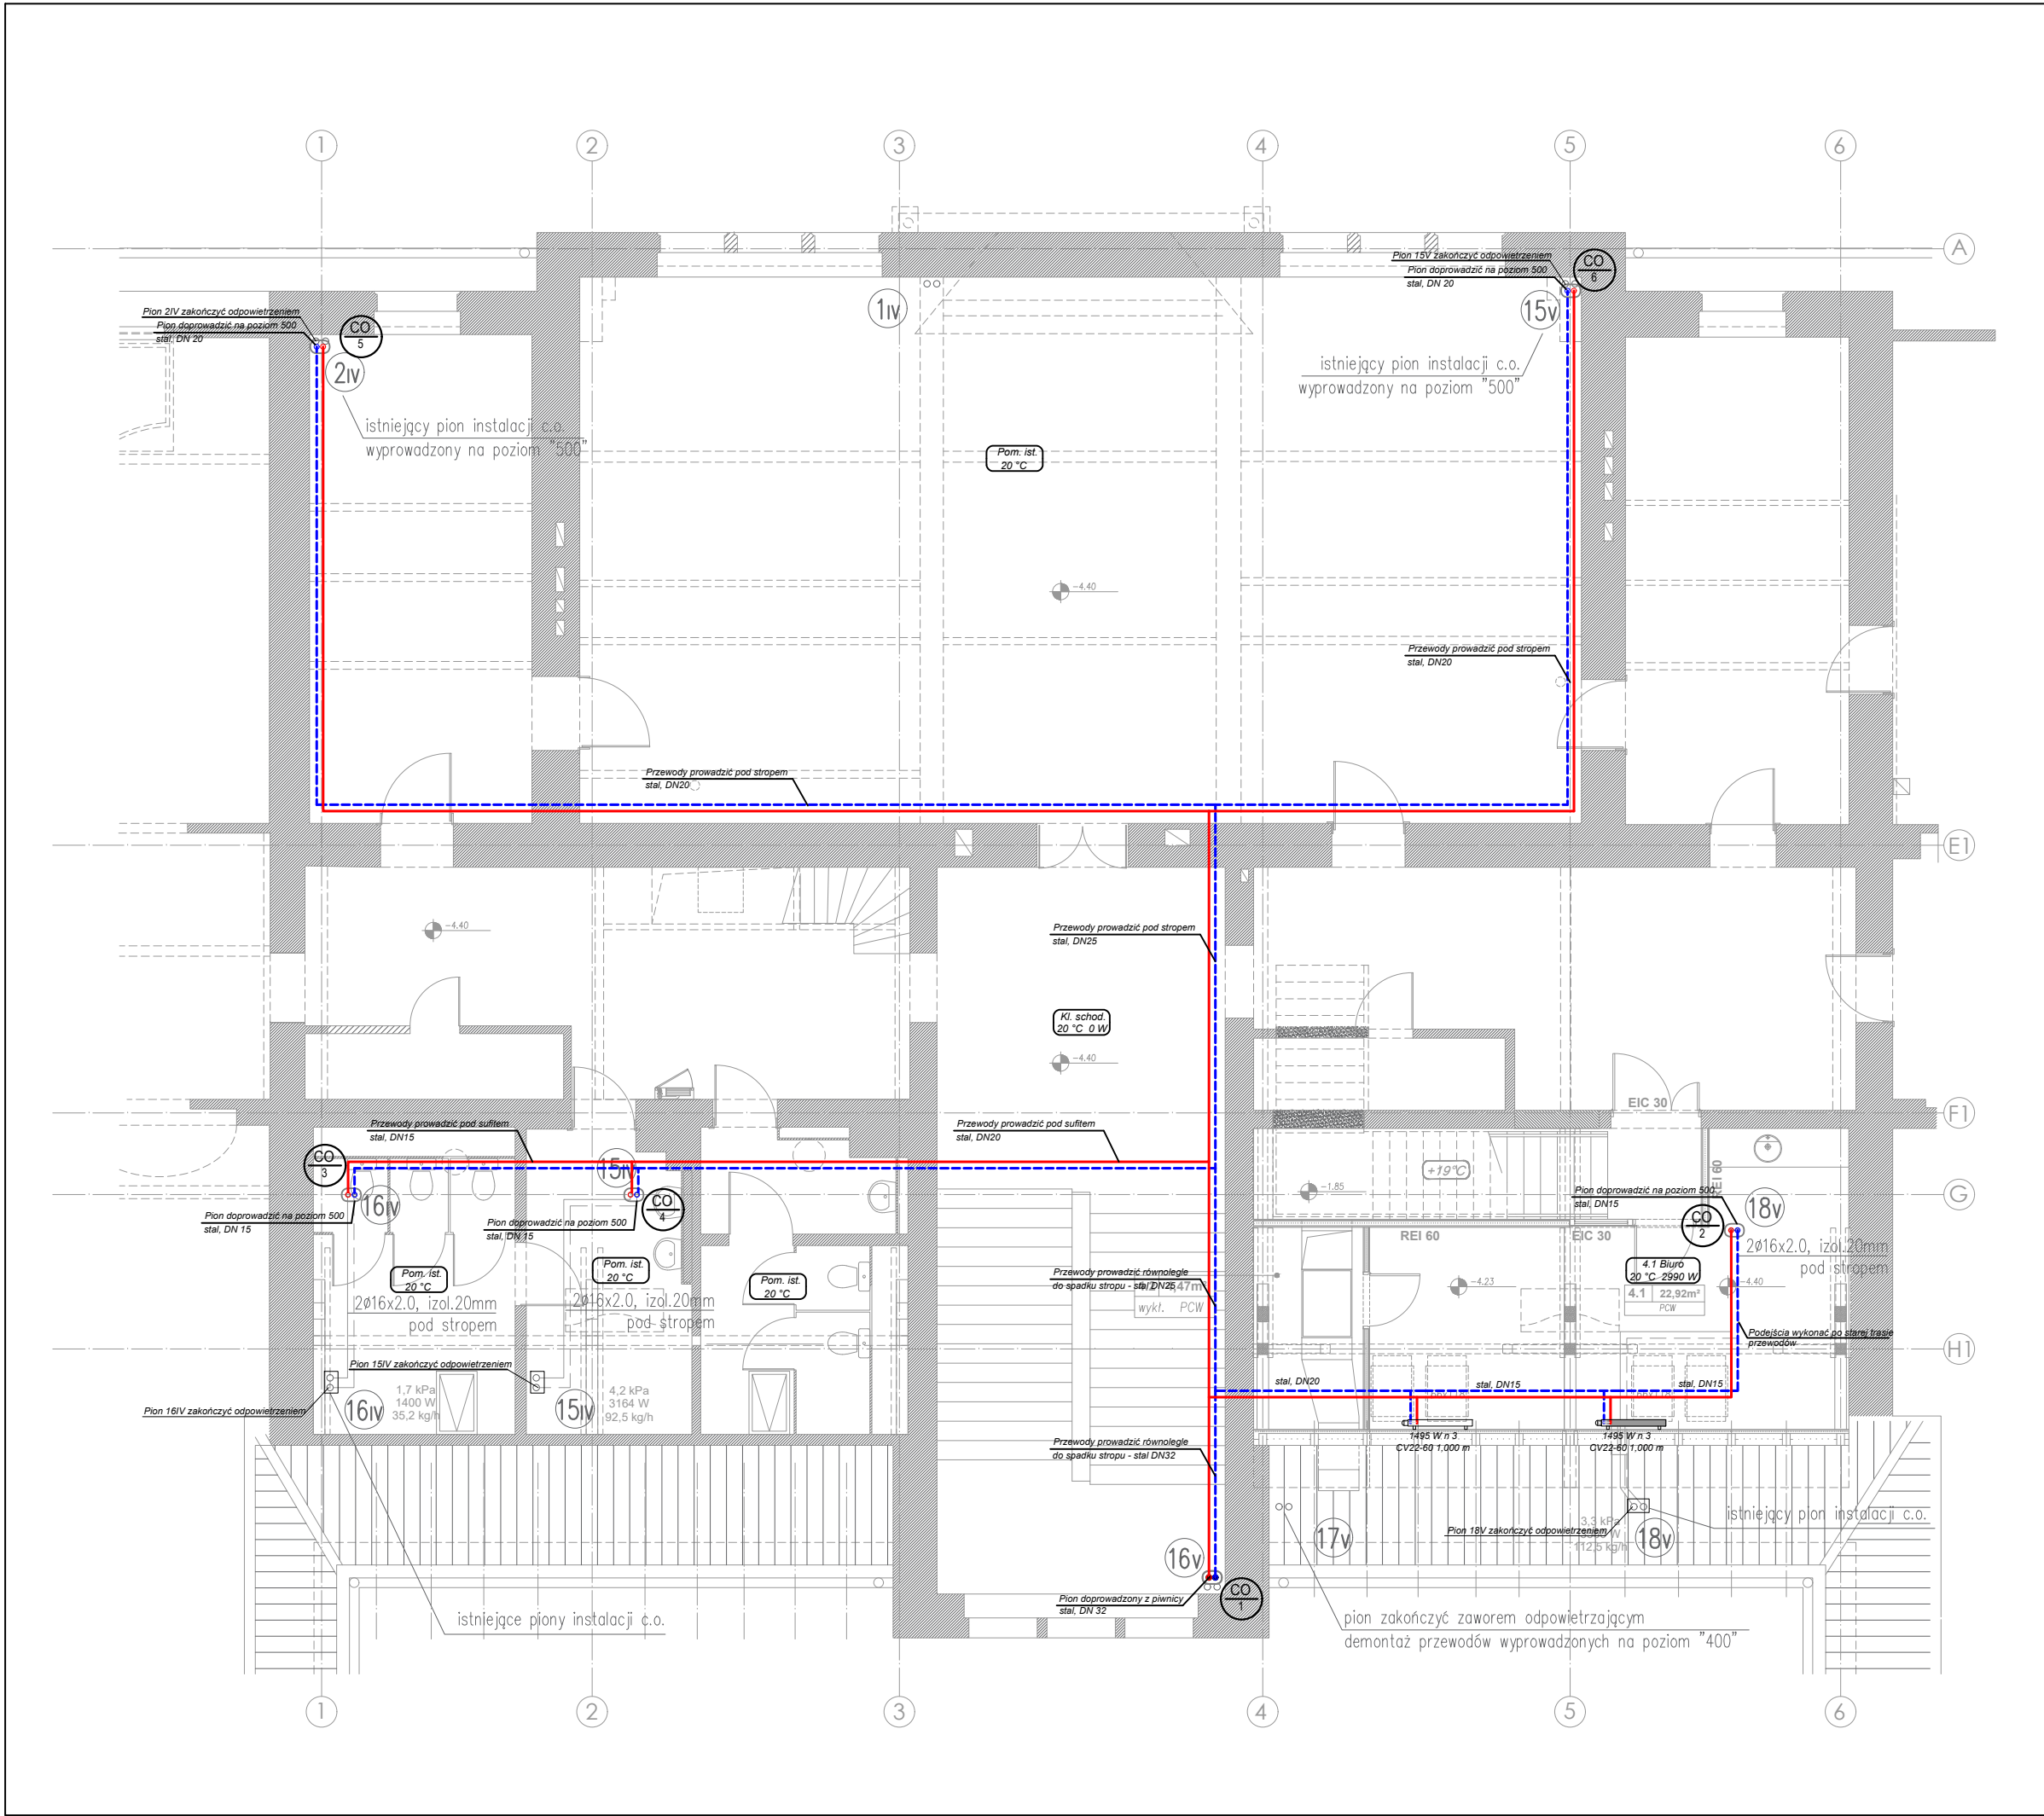 1
2
3
4
5
6
A
Pion 15V zakończyć odpowietrzeniem
Pion doprowadzić na poziom 500
stal, DN 20
CO
6
15v
1iv
Pion 2IV zakończyć odpowietrzeniem
Pion doprowadzić na poziom 500
stal, DN 20
CO
5
2iv
istniejący pion instalacji c.o.
wyprowadzony na poziom "500"
istniejący pion instalacji c.o.
wyprowadzony na poziom "500"
Pom. ist.
20 °C
-4.40
Przewody prowadzić pod stropem
stal, DN20
Przewody prowadzić pod stropem
stal, DN20
E1
-4.40
Przewody prowadzić pod stropem
stal, DN25
Kl. schod.
20 °C 0 W
-4.40
EIC 30
F1
Przewody prowadzić pod sufitem
stal, DN15
Przewody prowadzić pod sufitem
stal, DN20
CO
3
15iv
16iv
CO
4
+19°C
-1.85
REI 60
G
Pion doprowadzić na poziom 500
stal, DN 15
Pion doprowadzić na poziom 500
stal, DN 15
Pion doprowadzić na poziom 500
stal, DN15
18v
CO
2
REI 60
EIC 30
2ø16x2.0, izol.20mm
pod stropem
Pom. ist.
20 °C
Pom. ist.
20 °C
Pom. ist.
20 °C
4.1 Biuro
20 °C 2990 W
4.1 22,92m²
PCW
-4.23
-4.40
Przewody prowadzić równolegle
do spadku stropu - stal DN25
wykł. PCW
2ø16x2.0, izol.20mm
pod stropem
2ø16x2.0, izol.20mm
pod stropem
Podejścia wykonać po starej trasie
przewodów
H1
Pion 15IV zakończyć odpowietrzeniem
1,7 kPa
1400 W
35,2 kg/h
4,2 kPa
3164 W
92,5 kg/h
Pion 16IV zakończyć odpowietrzeniem
16iv
15iv
stal, DN20
stal, DN15
stal, DN15
1495 W n 3
CV22-60 1,000 m
1495 W n 3
CV22-60 1,000 m
Przewody prowadzić równolegle
do spadku stropu - stal DN32
17v
Pion 18V zakończyć odpowietrzeniem
3,3 kPa
112,5 kg/h
18v
istniejący pion instalacji c.o.
16v
CO
1
Pion doprowadzony z piwnicy
stal, DN 32
istniejące piony instalacji c.o.
pion zakończyć zaworem odpowietrzającym
demontaż przewodów wyprowadzonych na poziom "400"
1
2
3
4
5
6